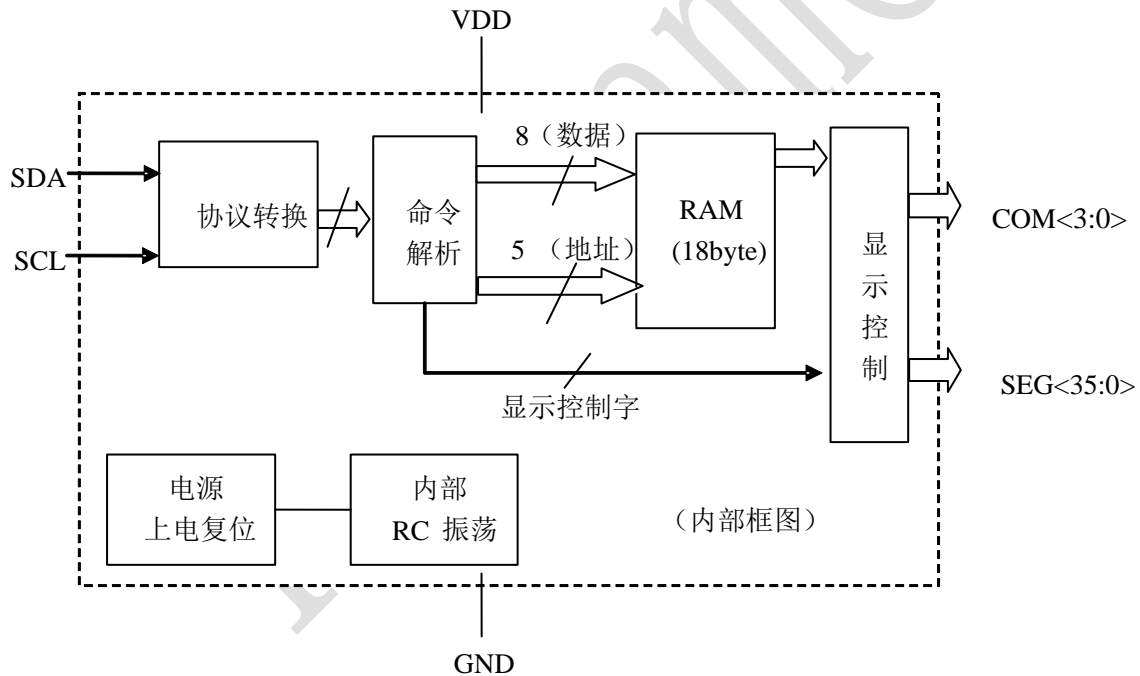 VDD
SDA
SCL
协议转换
命令
解析
8（数据）
5 （地址）
RAM
(18byte)
显
示
控
制
COM<3:0>
SEG<35:0>
显示控制字
电源
上电复位
内部
RC 振荡
（内部框图）
GND